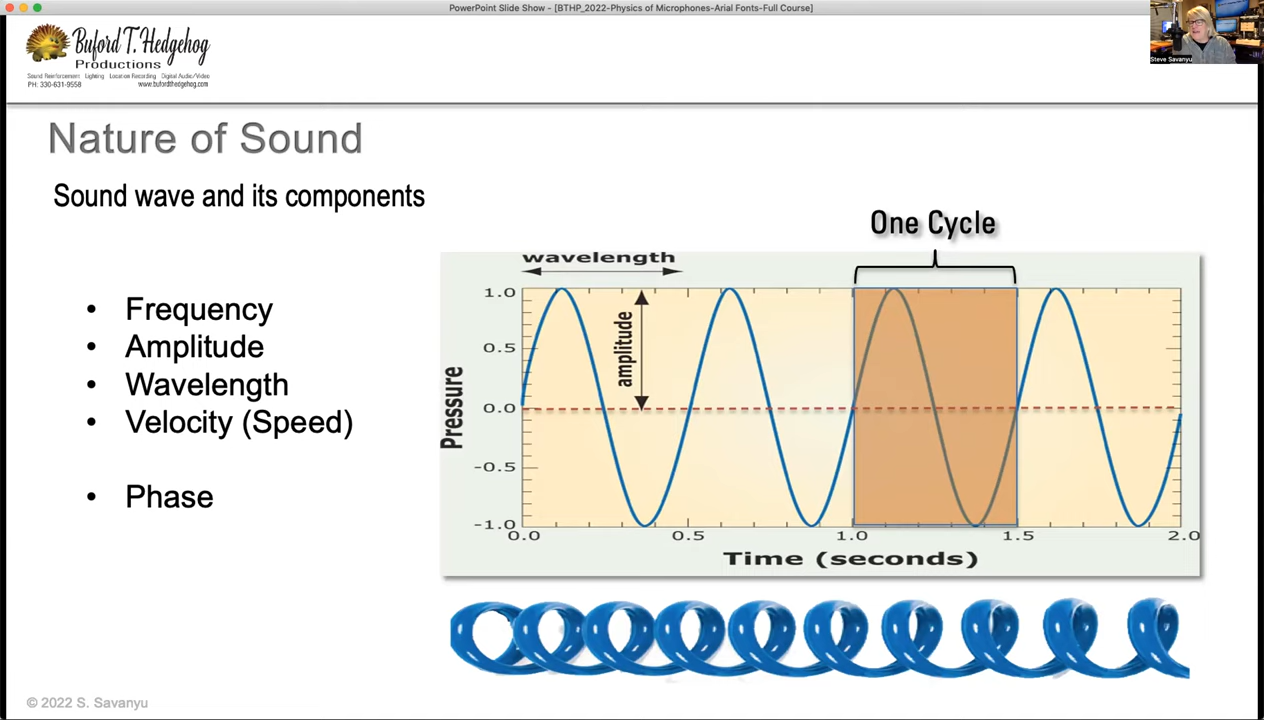 PowerPoint Slide Show - [BTHP_2022-Physics of Microphones-Arial Fonts-Full Course]
Buford T. Hedgehog
Productions
Sound Reinforcement Lighting Location Recording Digital Audio/Video
PH: 330-631-9558 www.bufordthedgehog.com
Steve Savanyu
Nature of Sound
Sound wave and its components
• Frequency
• Amplitude
• Wavelength
• Velocity (Speed)
• Phase
One Cycle
wavelength
amplitude
Pressure
1.0
0.5
0.0
-0.5
-1.0
0.0 0.5 1.0 1.5 2.0
Time (seconds)
© 2022 S. Savanyu